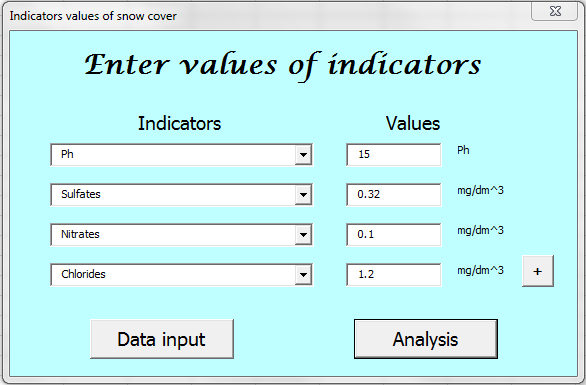 Indicators values of snow cover
Enter values of indicators
Indicators Values
Ph 15 Ph
Sulfates 0.32 mg/dm^3
Nitrates 0.1 mg/dm^3
Chlorides 1.2 mg/dm^3 +
Data input Analysis